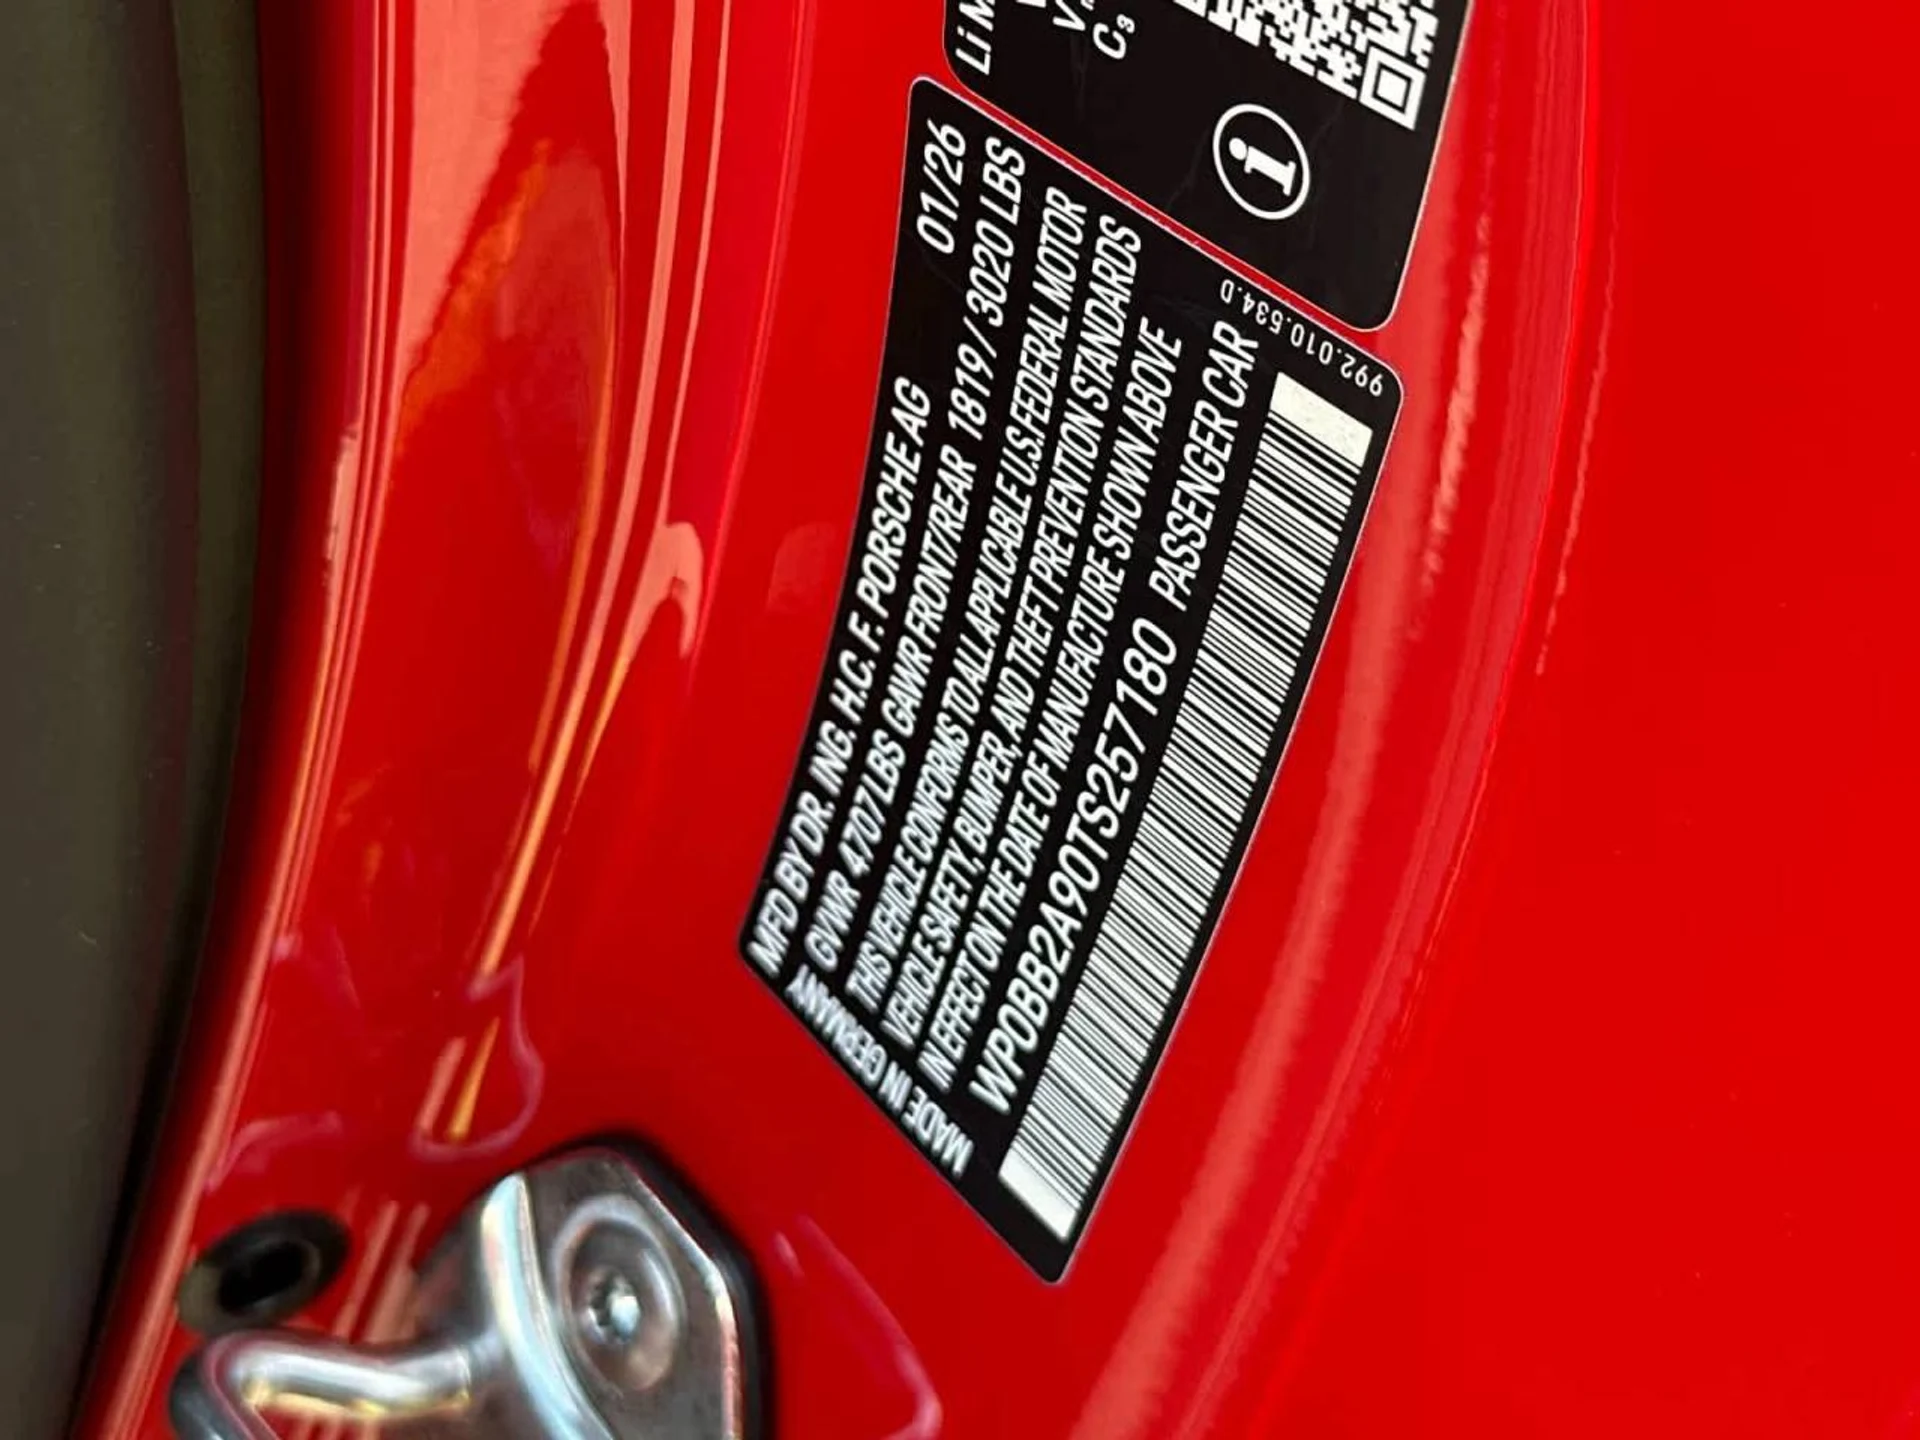 Li M
C₃
MFD BY DR. ING. H.C. F. PORSCHE AG 01/26
GVWR 4707 LBS GAWR FRONT/REAR 1819 / 3020 LBS
THIS VEHICLE CONFORMS TO ALL APPLICABLE U.S. FEDERAL MOTOR
VEHICLE SAFETY, BUMPER, AND THEFT PREVENTION STANDARDS
IN EFFECT ON THE DATE OF MANUFACTURE SHOWN ABOVE
WP0BB2A90TS257180 PASSENGER CAR
MADE IN GERMANY
992.010.534.D